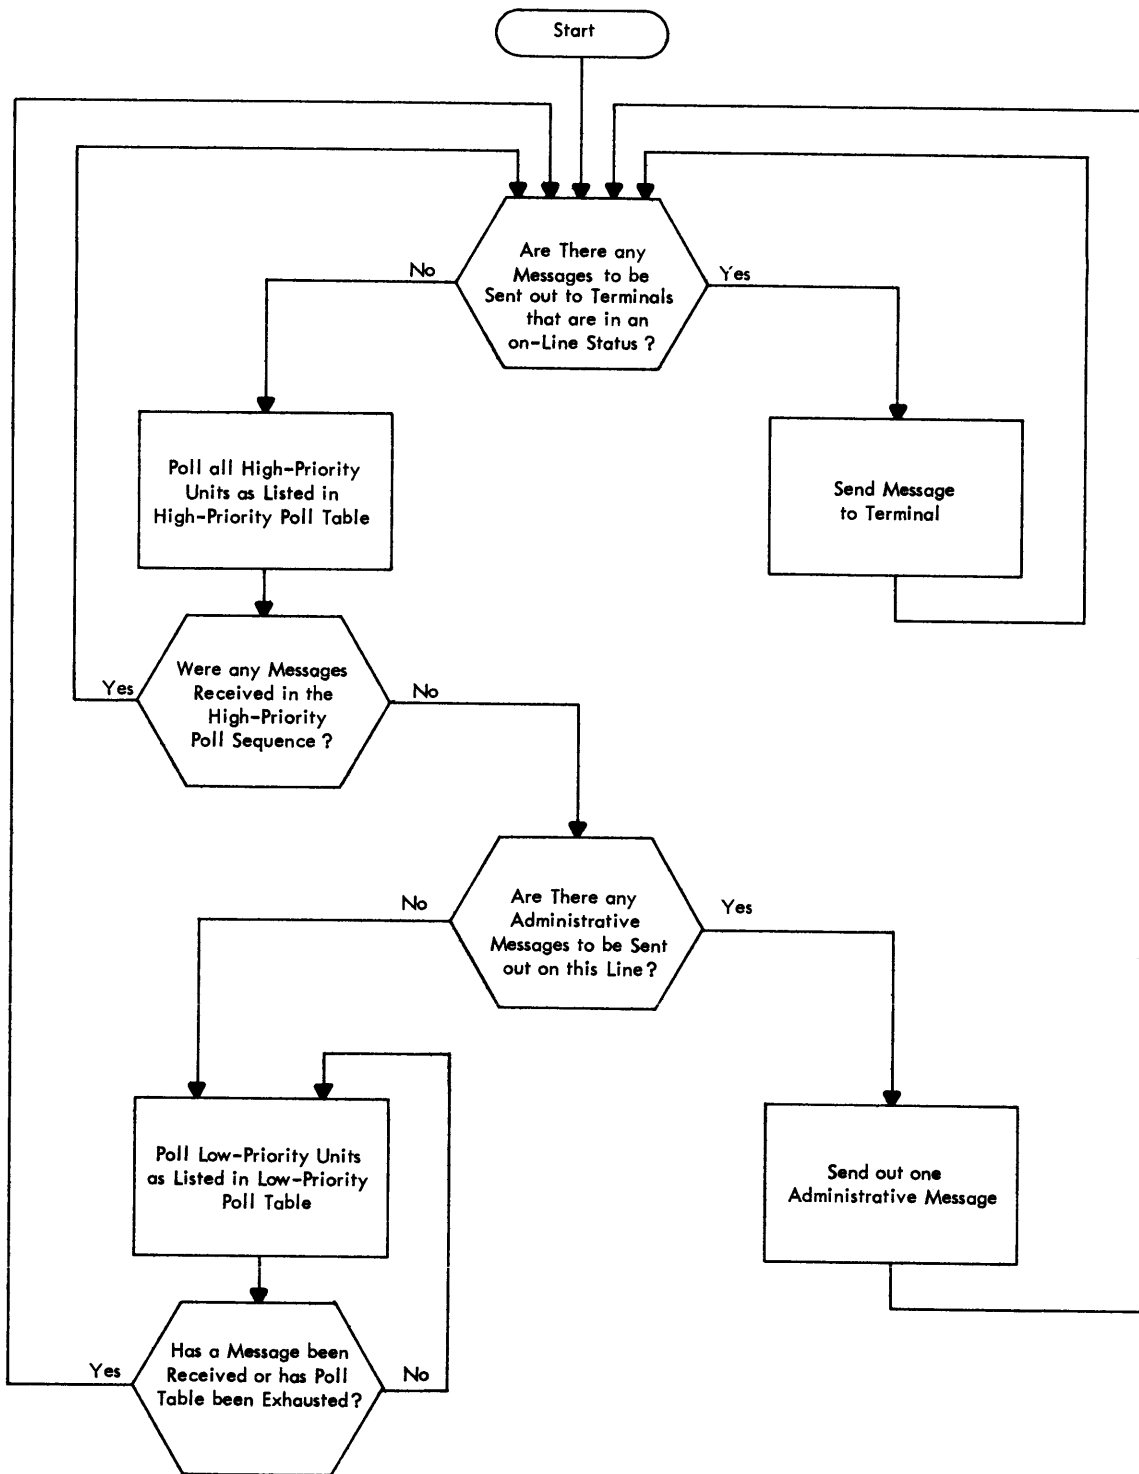 Start
Are There any
Messages to be
Sent out to Terminals
that are in an
on-Line Status ?
No
Yes
Poll all High-Priority
Units as Listed in
High-Priority Poll Table
Send Message
to Terminal
Were any Messages
Received in the
High-Priority
Poll Sequence ?
Yes
No
Are There any
Administrative
Messages to be Sent
out on this Line ?
No
Yes
Poll Low-Priority Units
as Listed in Low-Priority
Poll Table
Send out one
Administrative Message
Has a Message been
Received or has Poll
Table been Exhausted ?
Yes
No